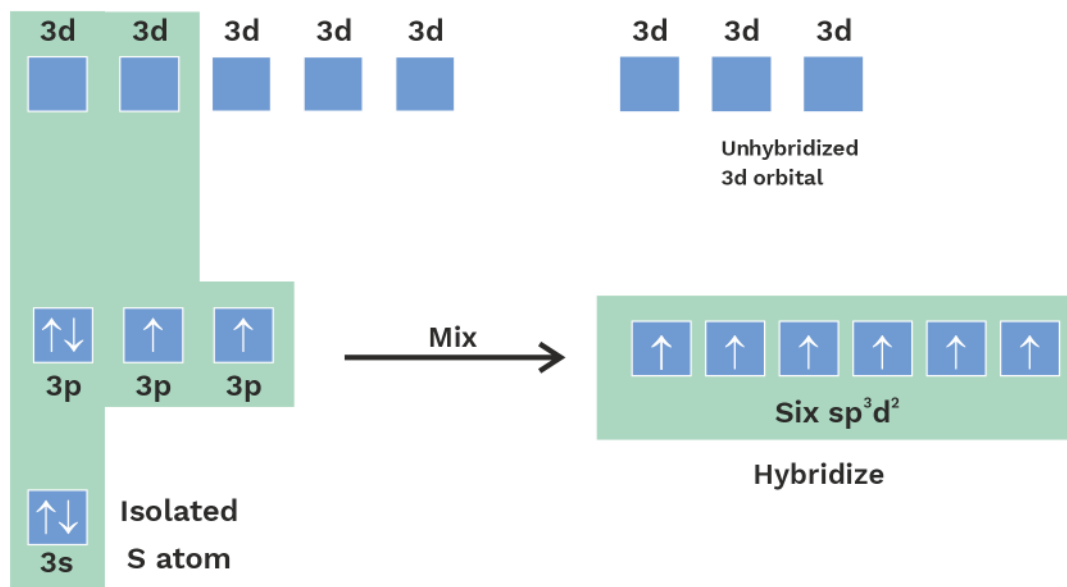 3d 3d 3d 3d 3d 3d 3d 3d
Unhybridized
3d orbital
↑↓ ↑ ↑
3p 3p 3p
Mix
↑ ↑ ↑ ↑ ↑ ↑
Six sp³d²
Hybridize
↑↓
3s
Isolated
S atom